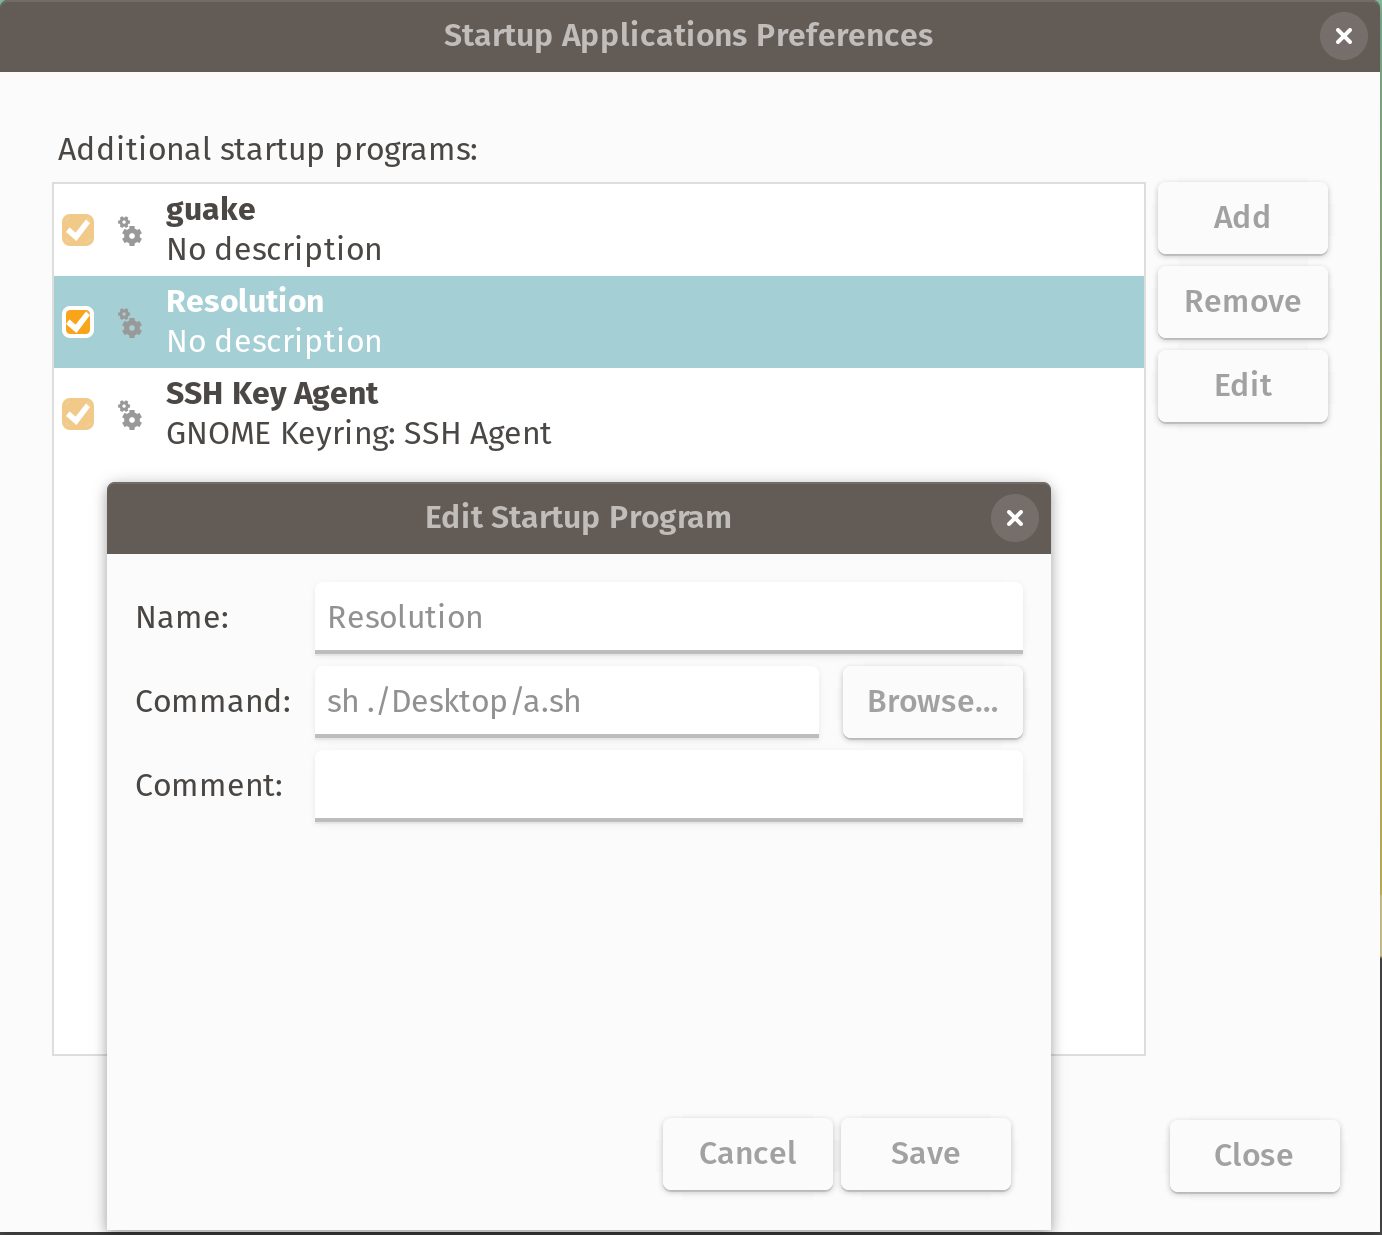 Startup Applications Preferences
Additional startup programs:
guake
No description
Resolution
No description
SSH Key Agent
GNOME Keyring: SSH Agent
Add
Remove
Edit
Edit Startup Program
Name: Resolution
Command: sh ./Desktop/a.sh Browse...
Comment:
Cancel Save
Close